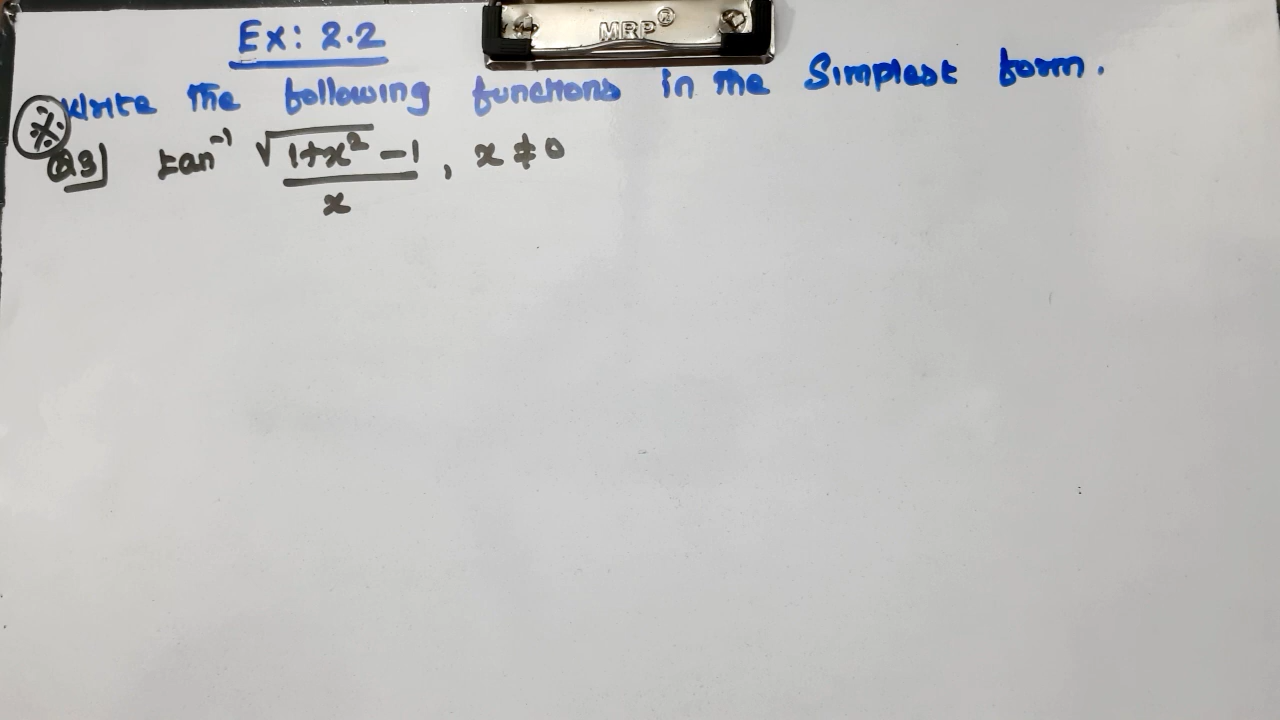 Ex: 2.2
MRP®
Write the following functions in the Simplest form.
Q3] tan⁻¹ √1+x² -1 , x ≠ 0
x